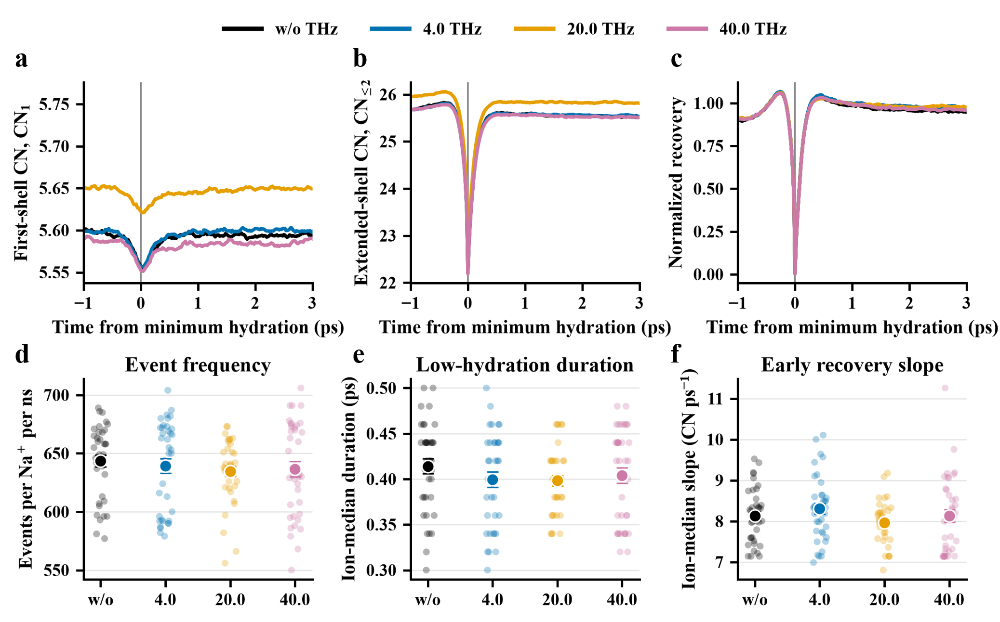 w/o THz 4.0 THz 20.0 THz 40.0 THz
a
First-shell CN, CN₁
5.75
5.70
5.65
5.60
5.55
−1 0 1 2 3
Time from minimum hydration (ps)
b
Extended-shell CN, CN≤2
26
25
24
23
22
−1 0 1 2 3
Time from minimum hydration (ps)
c
Normalized recovery
1.00
0.75
0.50
0.25
0.00
−1 0 1 2 3
Time from minimum hydration (ps)
d
Event frequency
Events per Na⁺ per ns
700
650
600
550
w/o 4.0 20.0 40.0
e
Low-hydration duration
Ion-median duration (ps)
0.50
0.45
0.40
0.35
0.30
w/o 4.0 20.0 40.0
f
Early recovery slope
Ion-median slope (CN ps⁻¹)
11
10
9
8
7
w/o 4.0 20.0 40.0